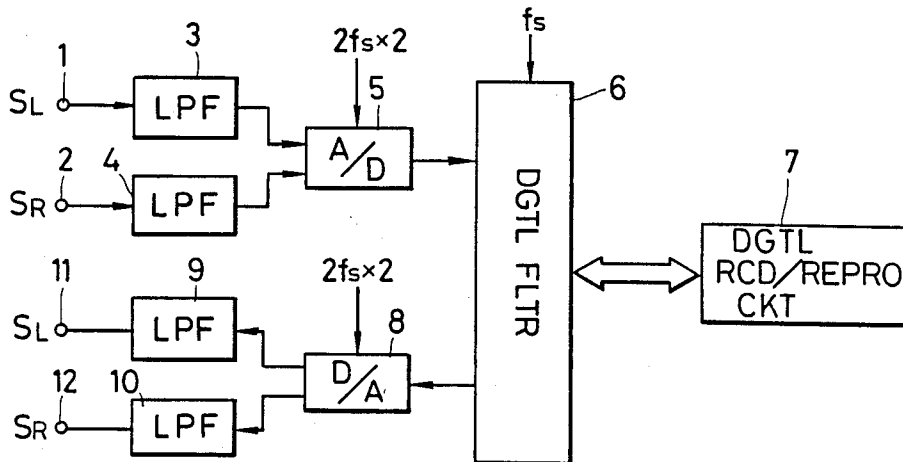 fs
3
2fs×2
1
5
6
SL
LPF
A/D
2
4
DGTL FLTR
7
SR
LPF
DGTL
RCD/REPRO
CKT
11
9
2fs×2
8
SL
LPF
D/A
12
10
SR
LPF